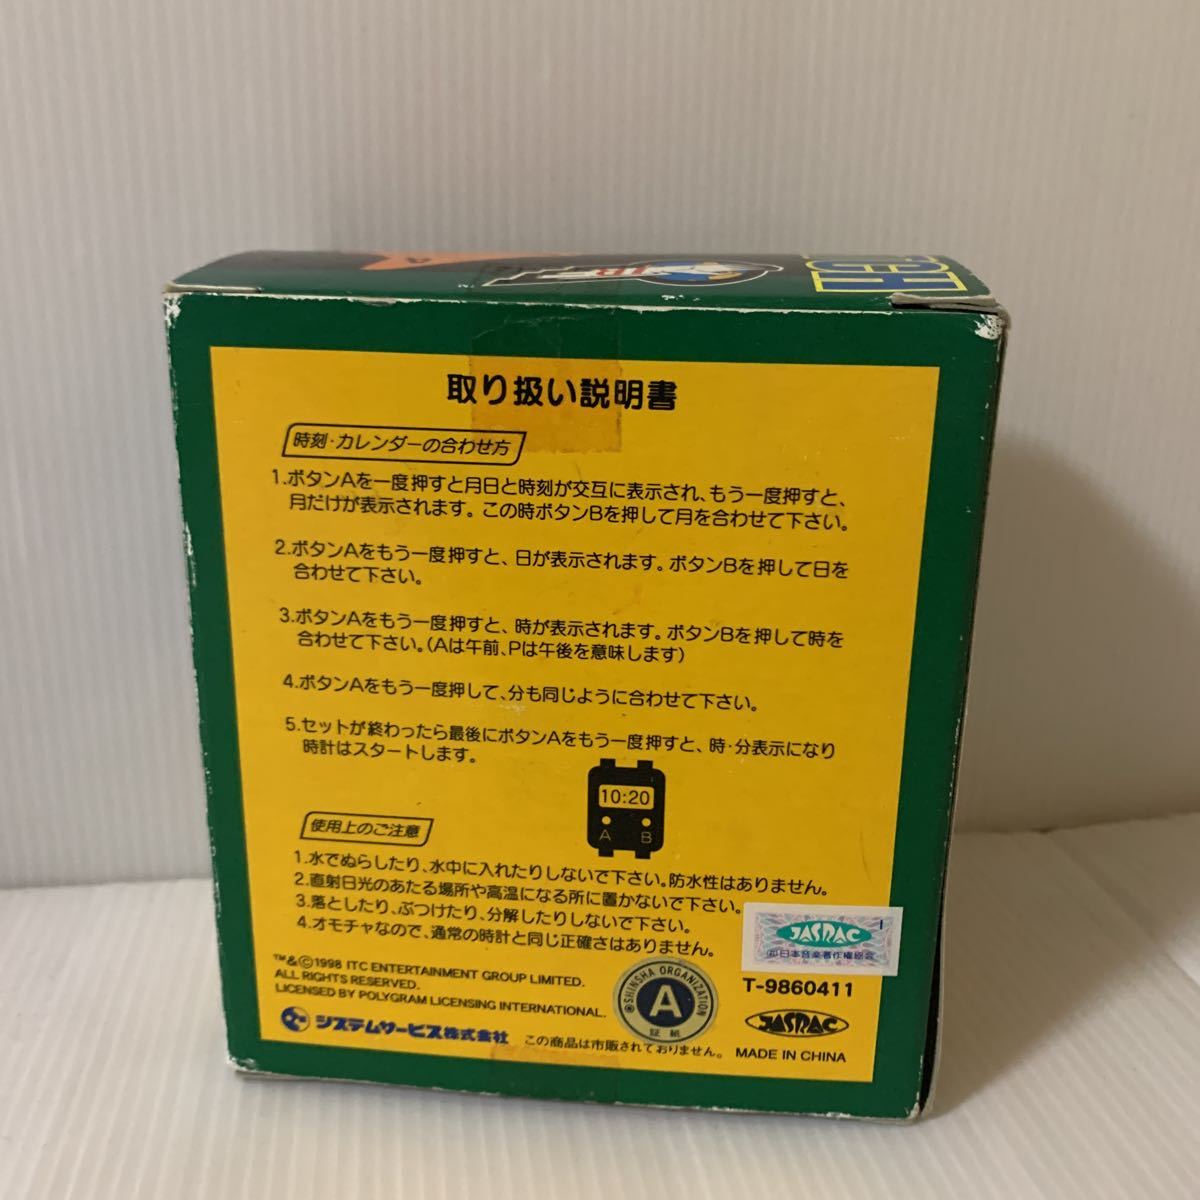 取り扱い説明書
時刻・カレンダーの合わせ方
1.ボタンAを一度押すと月日と時刻が交互に表示され、もう一度押すと、
月だけが表示されます。この時ボタンBを押して月を合わせて下さい。
2.ボタンAをもう一度押すと、日が表示されます。ボタンBを押して日を
合わせて下さい。
3.ボタンAをもう一度押すと、時が表示されます。ボタンBを押して時を
合わせて下さい。(Aは午前、Pは午後を意味します)
4.ボタンAをもう一度押して、分も同じように合わせて下さい。
5.セットが終わったら最後にボタンAをもう一度押すと、時・分表示になり
時計はスタートします。
10:20
A B
使用上のご注意
1.水でぬらしたり、水中に入れたりしないで下さい。防水性はありません。
2.直射日光のあたる場所や高温になる所に置かないで下さい。
3.落としたり、ぶつけたり、分解したりしないで下さい。
4.オモチャなので、通常の時計と同じ正確さはありません。
JASRAC
1
(社)日本音楽著作権協会
T-9860411
™&©1998 ITC ENTERTAINMENT GROUP LIMITED.
ALL RIGHTS RESERVED.
LICENSED BY POLYGRAM LICENSING INTERNATIONAL.
SHINSHA ORGANIZATION
A
証紙
JASRAC
システムサービス株式会社
この商品は市販されておりません。
MADE IN CHINA